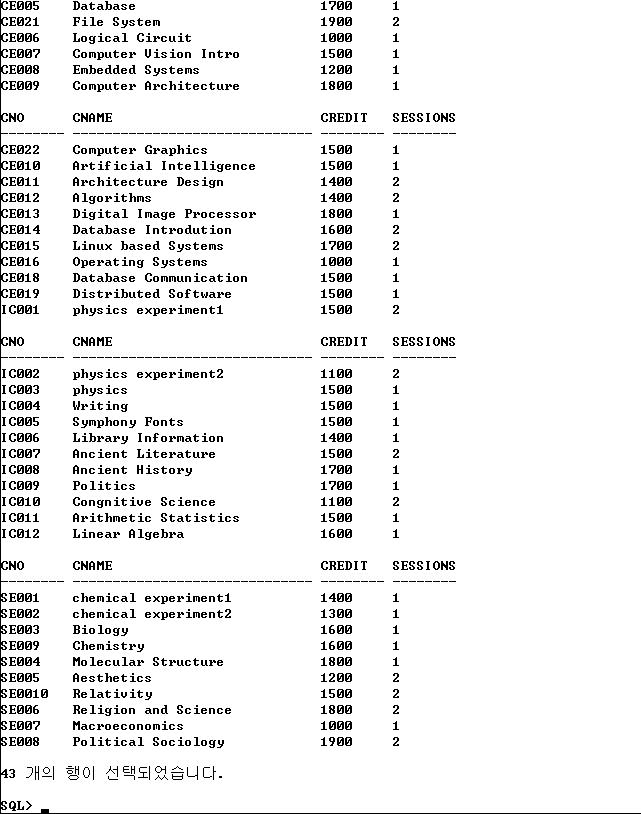 CE005    Database                       1700     1
CE021    File System                    1900     2
CE006    Logical Circuit                1000     1
CE007    Computer Vision Intro          1500     1
CE008    Embedded Systems               1200     1
CE009    Computer Architecture          1800     1
CNO      CNAME                          CREDIT   SESSIONS
-------- ------------------------------ -------- --------
CE022    Computer Graphics              1500     1
CE010    Artificial Intelligence        1500     1
CE011    Architecture Design            1400     2
CE012    Algorithms                     1400     2
CE013    Digital Image Processor        1800     1
CE014    Database Introdution           1600     2
CE015    Linux based Systems            1700     2
CE016    Operating Systems              1000     1
CE018    Database Communication         1500     1
CE019    Distributed Software           1500     1
IC001    physics experiment1            1500     2
CNO      CNAME                          CREDIT   SESSIONS
-------- ------------------------------ -------- --------
IC002    physics experiment2            1100     2
IC003    physics                        1500     1
IC004    Writing                        1500     1
IC005    Symphony Fonts                 1500     1
IC006    Library Information            1400     1
IC007    Ancient Literature             1500     2
IC008    Ancient History                1700     1
IC009    Politics                       1700     1
IC010    Congnitive Science             1100     2
IC011    Arithmetic Statistics          1500     1
IC012    Linear Algebra                 1600     1
CNO      CNAME                          CREDIT   SESSIONS
-------- ------------------------------ -------- --------
SE001    chemical experiment1           1400     1
SE002    chemical experiment2           1300     1
SE003    Biology                        1600     1
SE009    Chemistry                      1600     1
SE004    Molecular Structure            1800     1
SE005    Aesthetics                     1200     2
SE0010   Relativity                     1500     2
SE006    Religion and Science           1800     2
SE007    Macroeconomics                 1000     1
SE008    Political Sociology            1900     2
43 개의 행이 선택되었습니다.
SQL> _